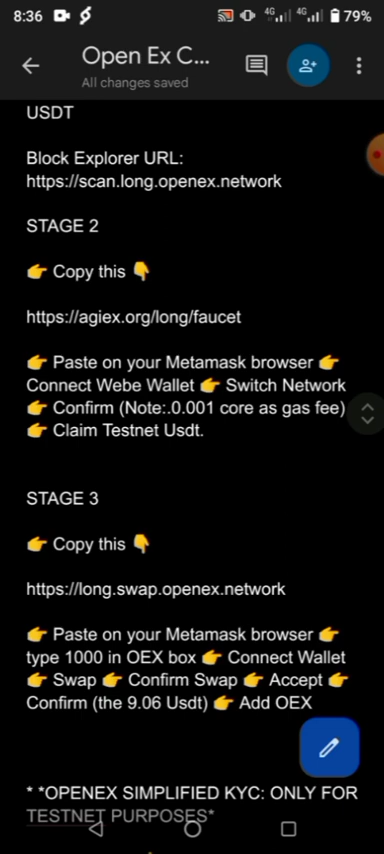 8:36 4G 4G 79%
Open Ex C...
All changes saved
USDT
Block Explorer URL:
https://scan.long.openex.network
STAGE 2
👉 Copy this 👇
https://agiex.org/long/faucet
👉 Paste on your Metamask browser 👉
Connect Webe Wallet 👉 Switch Network
👉 Confirm (Note:.0.001 core as gas fee)
👉 Claim Testnet Usdt.
STAGE 3
👉 Copy this 👇
https://long.swap.openex.network
👉 Paste on your Metamask browser 👉
type 1000 in OEX box 👉 Connect Wallet
👉 Swap 👉 Confirm Swap 👉 Accept 👉
Confirm (the 9.06 Usdt) 👉 Add OEX
* *OPENEX SIMPLIFIED KYC: ONLY FOR
TESTNET PURPOSES*